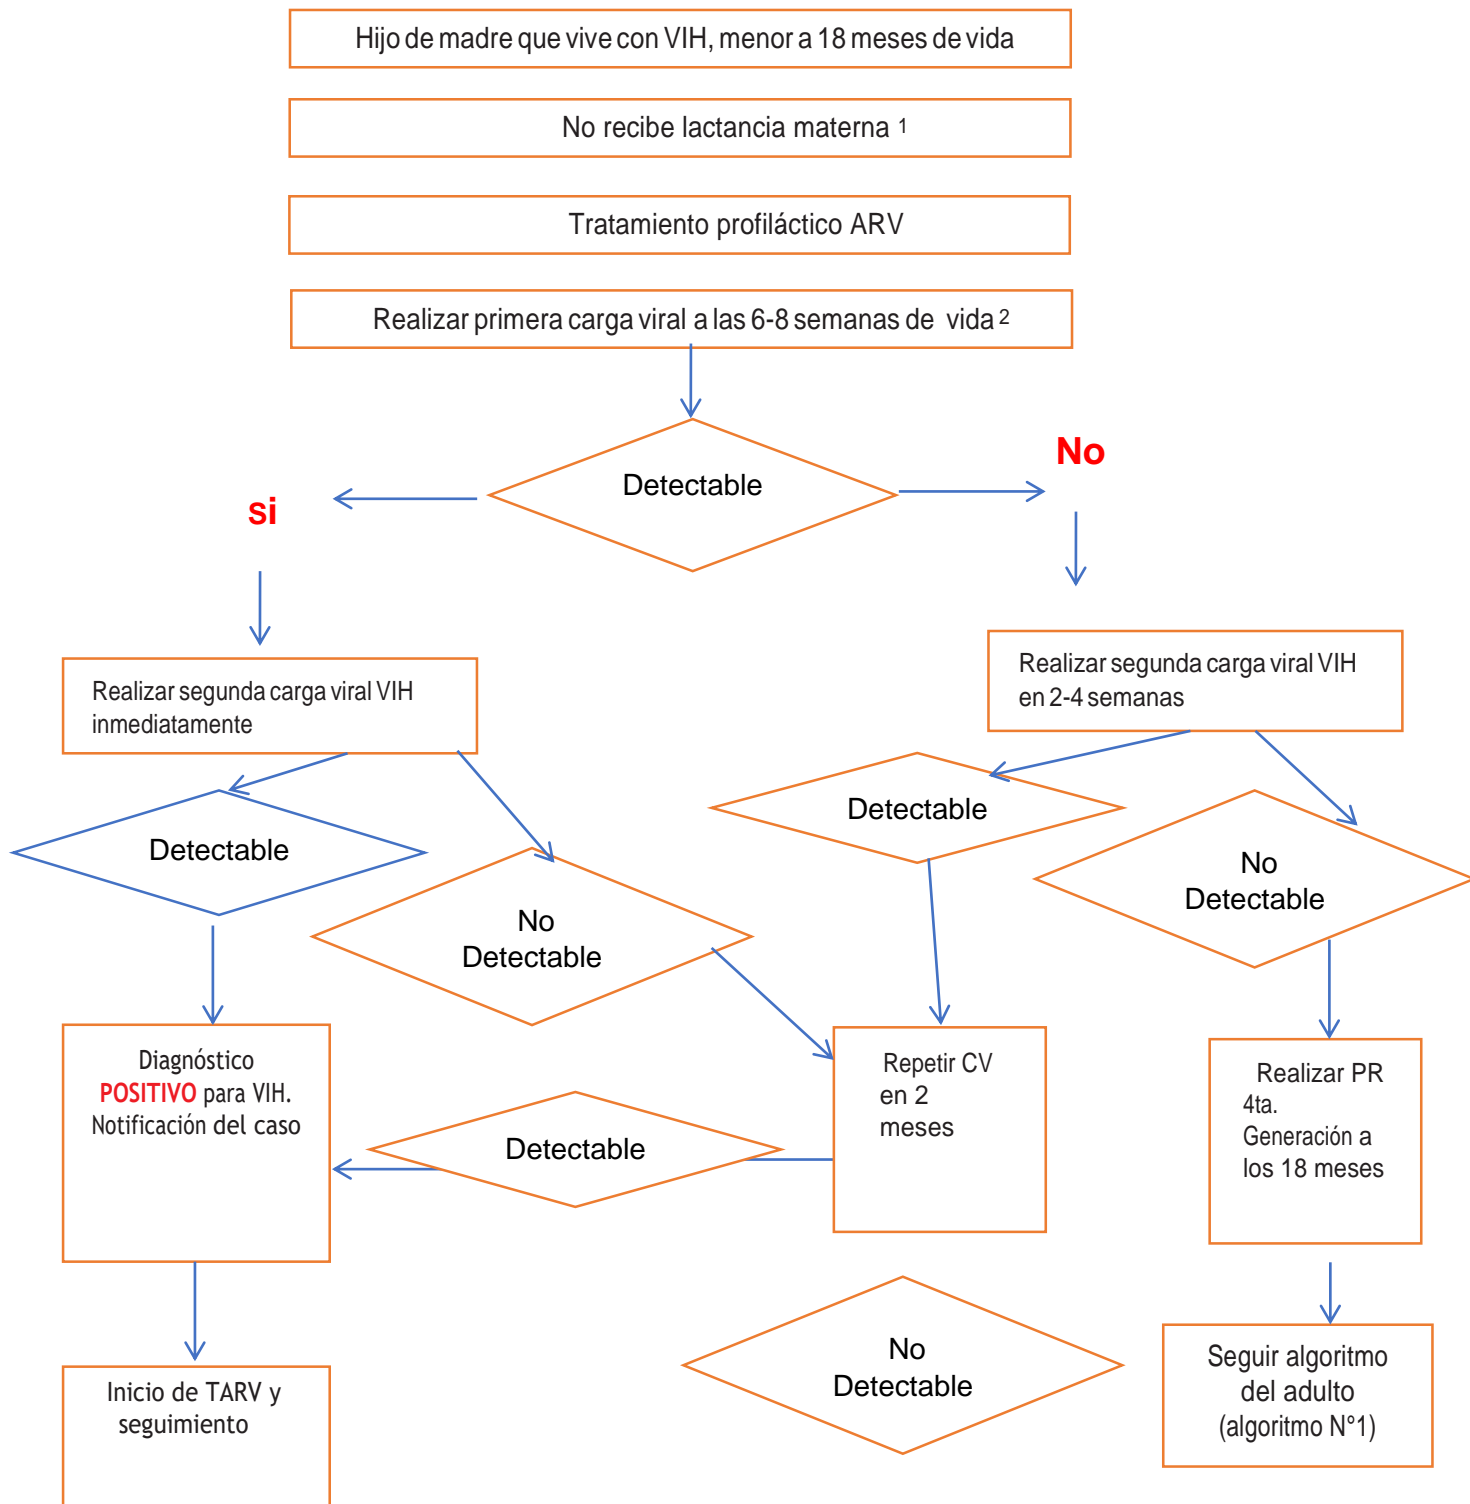 Hijo de madre que vive con VIH, menor a 18 meses de vida
No recibe lactancia materna 1
Tratamiento profiláctico ARV
Realizar primera carga viral a las 6-8 semanas de vida 2
Detectable
No
Si
Realizar segunda carga viral VIH
inmediatamente
Realizar segunda carga viral VIH
en 2-4 semanas
Detectable
No
Detectable
Detectable
No
Detectable
Diagnóstico
POSITIVO para VIH.
Notificación del caso
Detectable
Repetir CV
en 2
meses
Realizar PR
4ta.
Generación a
los 18 meses
Inicio de TARV y
seguimiento
No
Detectable
Seguir algoritmo
del adulto
(algoritmo N°1)